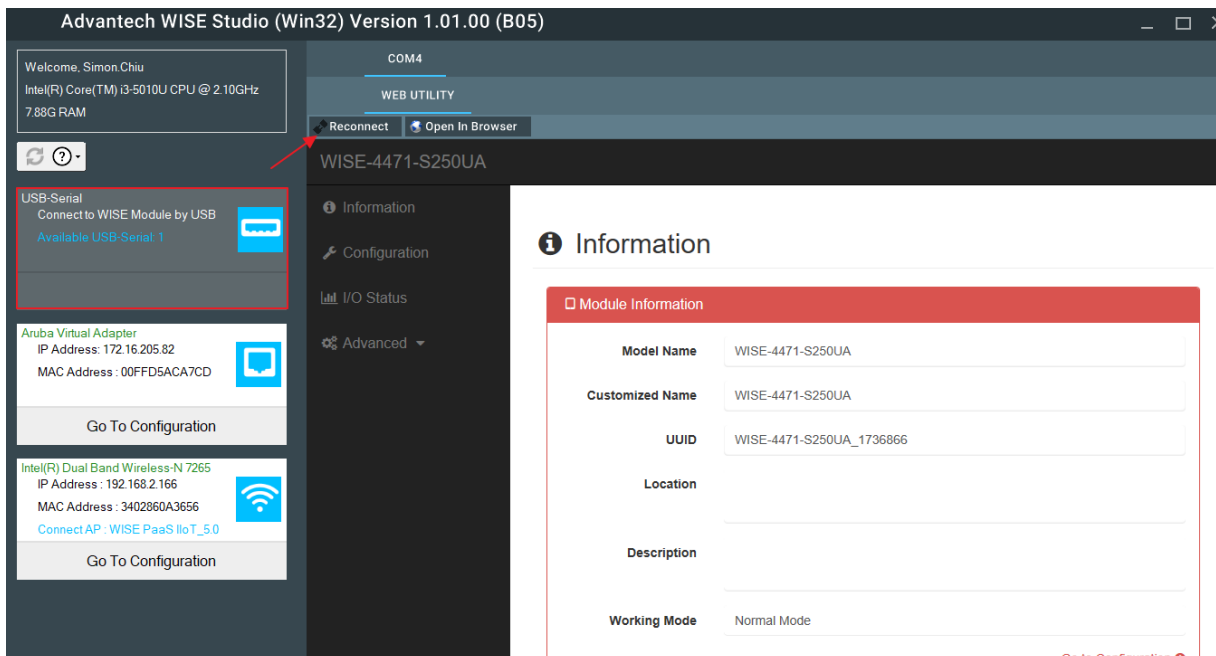 Advantech WISE Studio (Win32) Version 1.01.00 (B05)
Welcome, Simon.Chiu
Intel(R) Core(TM) i3-5010U CPU @ 2.10GHz
7.88G RAM
USB-Serial
Connect to WISE Module by USB
Available USB-Serial: 1
Aruba Virtual Adapter
IP Address: 172.16.205.82
MAC Address : 00FFD5ACA7CD
Go To Configuration
Intel(R) Dual Band Wireless-N 7265
IP Address : 192.168.2.166
MAC Address : 3402860A3656
Connect AP : WISE PaaS IIoT_5.0
Go To Configuration
COM4
WEB UTILITY
Reconnect
Open In Browser
WISE-4471-S250UA
Information
Configuration
I/O Status
Advanced
Information
Module Information
Model Name WISE-4471-S250UA
Customized Name WISE-4471-S250UA
UUID WISE-4471-S250UA_1736866
Location
Description
Working Mode Normal Mode
Go to Configuration